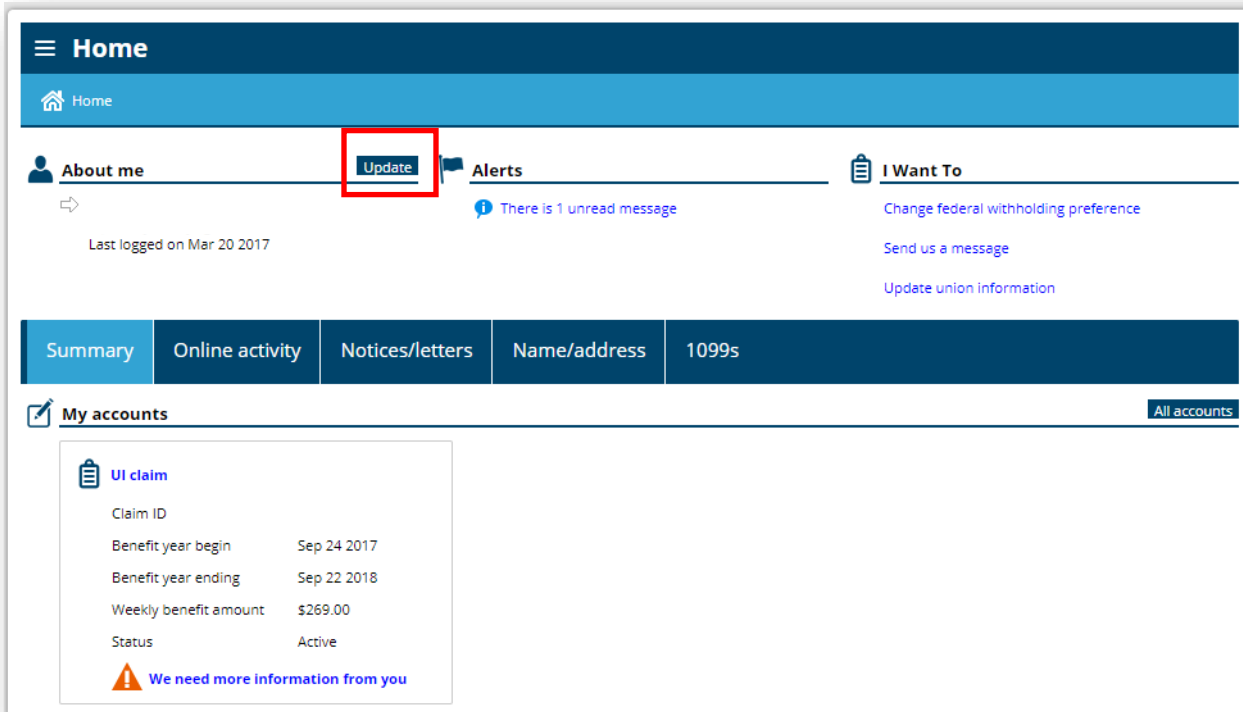 Home
Home
About me
Update
Last logged on Mar 20 2017
Alerts
There is 1 unread message
I Want To
Change federal withholding preference
Send us a message
Update union information
Summary Online activity Notices/letters Name/address 1099s
My accounts
All accounts
UI claim
Claim ID
Benefit year begin Sep 24 2017
Benefit year ending Sep 22 2018
Weekly benefit amount $269.00
Status Active
We need more information from you